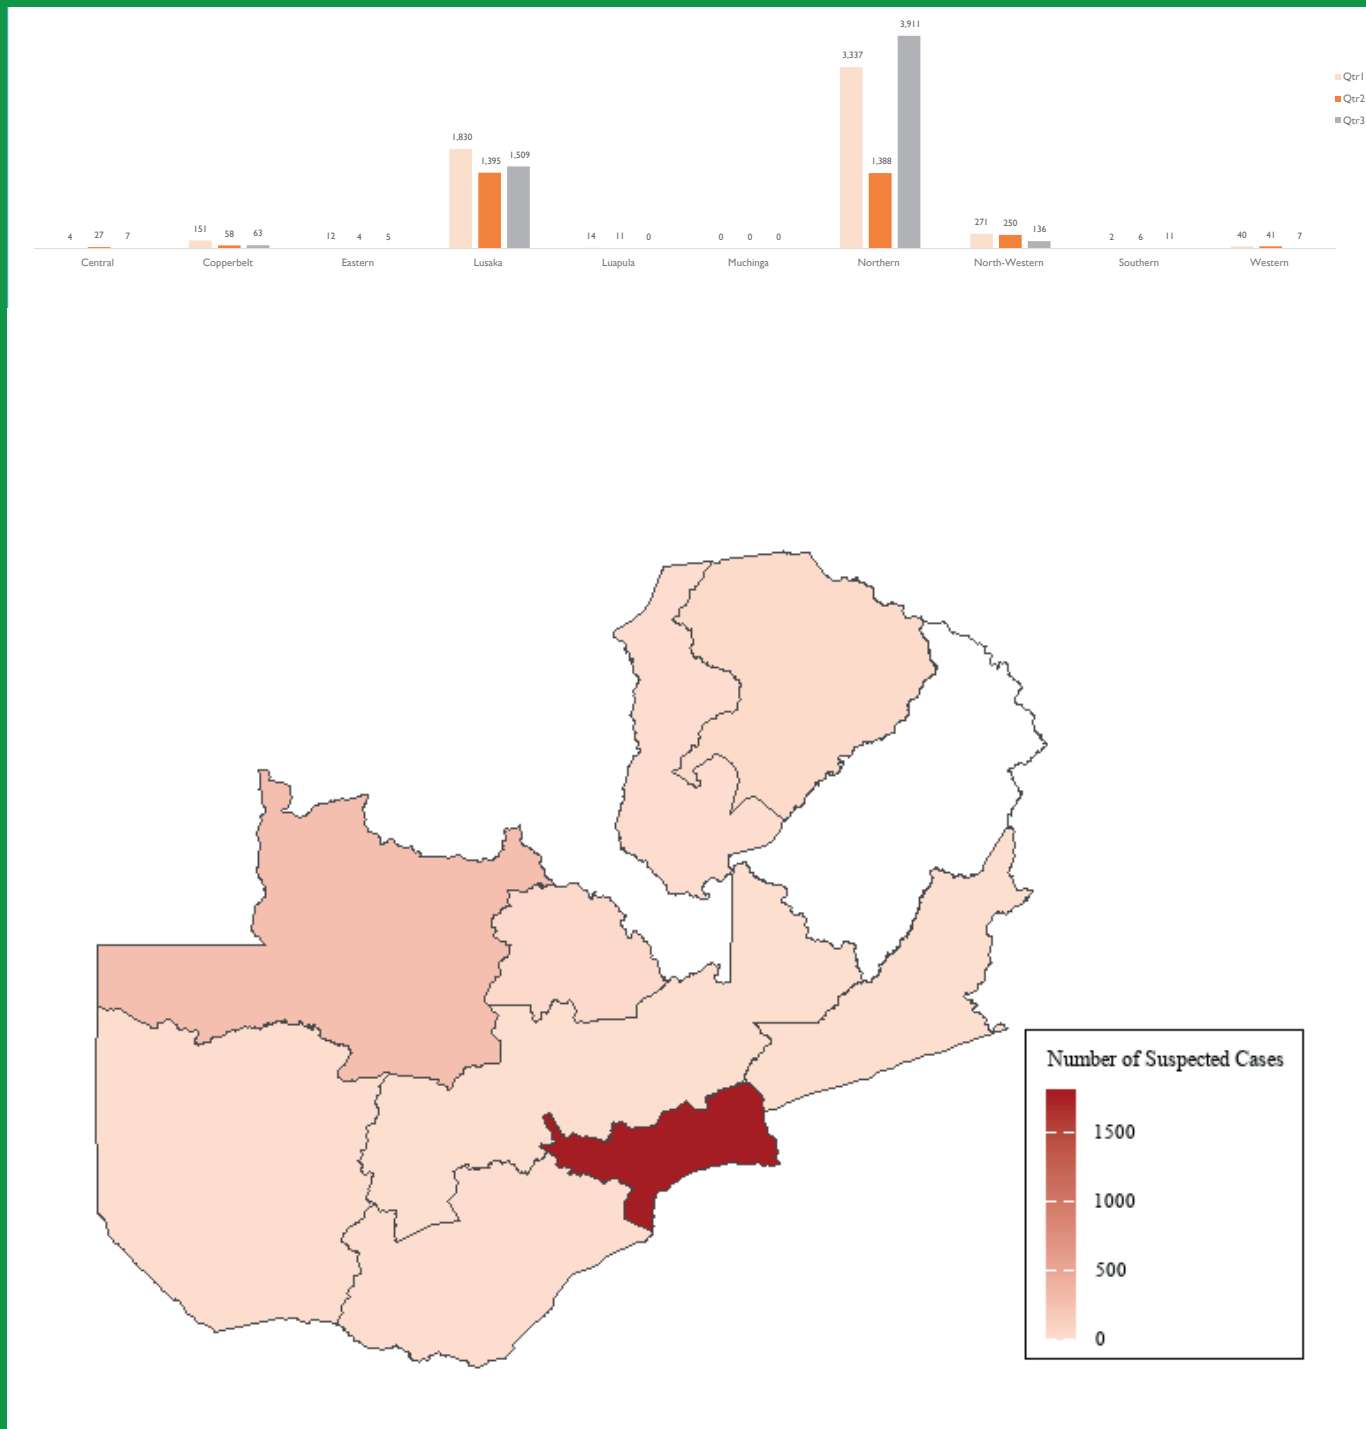 3,911
3,337
Qtr1
Qtr2
Qtr3
1,830
1,395 1,509
1,388
4 27 7 151 58 63 12 4 5 14 11 0 0 0 0 271 250 136 2 6 11 40 41 7
Central Copperbelt Eastern Lusaka Luapula Muchinga Northern North-Western Southern Western
Number of Suspected Cases
1500
1000
500
0